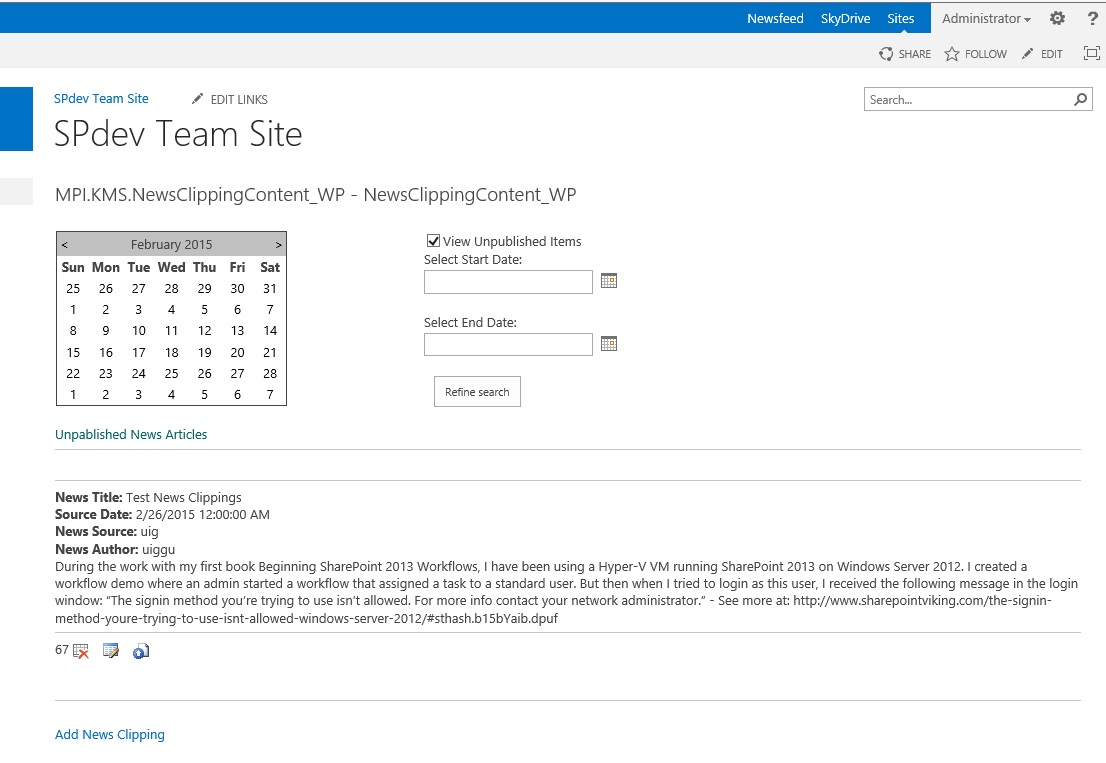 Newsfeed SkyDrive Sites Administrator ?
SHARE FOLLOW EDIT
SPdev Team Site EDIT LINKS
Search...
SPdev Team Site
MPI.KMS.NewsClippingContent_WP - NewsClippingContent_WP
< February 2015 >
Sun Mon Tue Wed Thu Fri Sat
25 26 27 28 29 30 31
1 2 3 4 5 6 7
8 9 10 11 12 13 14
15 16 17 18 19 20 21
22 23 24 25 26 27 28
1 2 3 4 5 6 7
View Unpublished Items
Select Start Date:
Select End Date:
Refine search
Unpablished News Articles
News Title: Test News Clippings
Source Date: 2/26/2015 12:00:00 AM
News Source: uig
News Author: uiggu
During the work with my first book Beginning SharePoint 2013 Workflows, I have been using a Hyper-V VM running SharePoint 2013 on Windows Server 2012. I created a
workflow demo where an admin started a workflow that assigned a task to a standard user. But then when I tried to login as this user, I received the following message in the login
window: “The signin method you’re trying to use isn’t allowed. For more info contact your network administrator.” - See more at: http://www.sharepointviking.com/the-signin-
method-youre-trying-to-use-isnt-allowed-windows-server-2012/#sthash.b15bYaib.dpuf
67
Add News Clipping